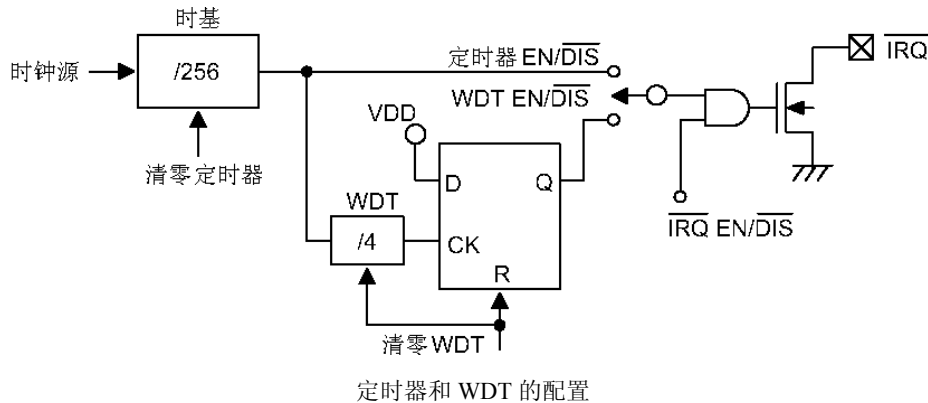 时基
时钟源
/256
清零定时器
定时器 EN/DIS
WDT EN/DIS
IRQ
VDD
D
Q
WDT
/4
CK
R
IRQ EN/DIS
清零 WDT
定时器和 WDT 的配置